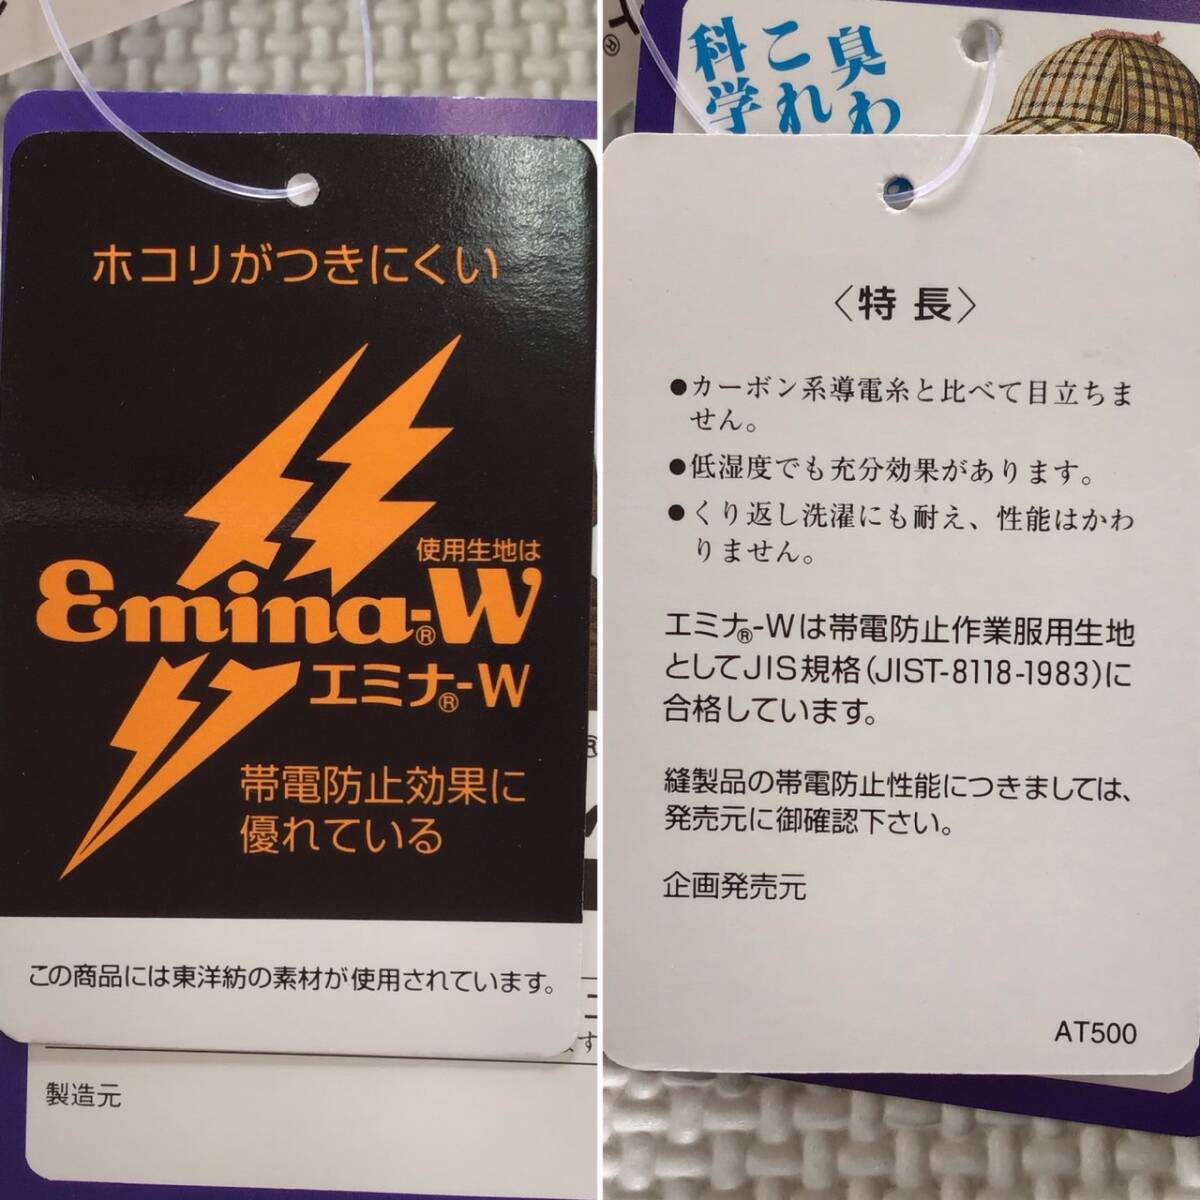 ホコリがつきにくい
使用生地は
Emina®-W
エミナ®-W
帯電防止効果に
優れている
この商品には東洋紡の素材が使用されています。
製造元
臭わ
これ
科学
〈特長〉
●カーボン系導電糸と比べて目立ちま
せん。
●低湿度でも充分効果があります。
●くり返し洗濯にも耐え、性能はかわ
りません。
エミナ®-Wは帯電防止作業服用生地
としてJIS規格(JIST-8118-1983)に
合格しています。
縫製品の帯電防止性能につきましては、
発売元に御確認下さい。
企画発売元
AT500